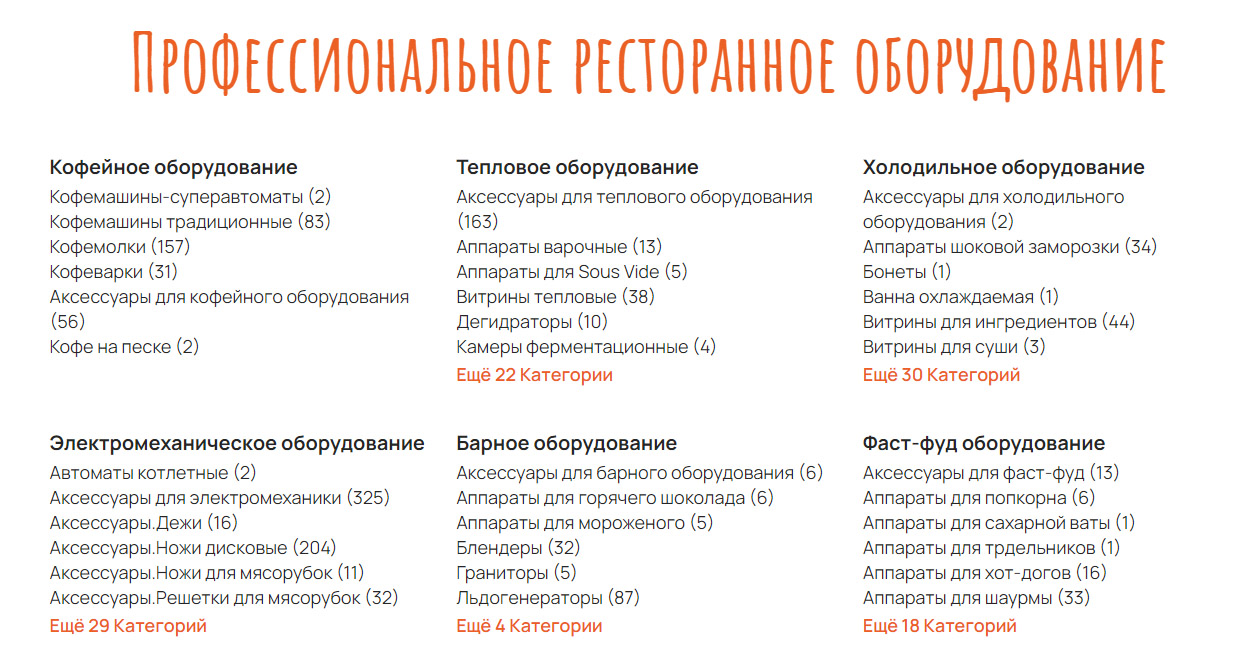 Профессиональное ресторанное оборудование
Кофейное оборудование
Кофемашины-суперавтоматы (2)
Кофемашины традиционные (83)
Кофемолки (157)
Кофеварки (31)
Аксессуары для кофейного оборудования
(56)
Кофе на песке (2)
Тепловое оборудование
Аксессуары для теплового оборудования
(163)
Аппараты варочные (13)
Аппараты для Sous Vide (5)
Витрины тепловые (38)
Дегидраторы (10)
Камеры ферментационные (4)
Ещё 22 Категории
Холодильное оборудование
Аксессуары для холодильного
оборудования (2)
Аппараты шоковой заморозки (34)
Бонеты (1)
Ванна охлаждаемая (1)
Витрины для ингредиентов (44)
Витрины для суши (3)
Ещё 30 Категорий
Электромеханическое оборудование
Автоматы котлетные (2)
Аксессуары для электромеханики (325)
Аксессуары.Дежи (16)
Аксессуары.Ножи дисковые (204)
Аксессуары.Ножи для мясорубок (11)
Аксессуары.Решетки для мясорубок (32)
Ещё 29 Категорий
Барное оборудование
Аксессуары для барного оборудования (6)
Аппараты для горячего шоколада (6)
Аппараты для мороженого (5)
Блендеры (32)
Граниторы (5)
Льдогенераторы (87)
Ещё 4 Категории
Фаст-фуд оборудование
Аксессуары для фаст-фуд (13)
Аппараты для попкорна (6)
Аппараты для сахарной ваты (1)
Аппараты для трдельников (1)
Аппараты для хот-догов (16)
Аппараты для шаурмы (33)
Ещё 18 Категорий